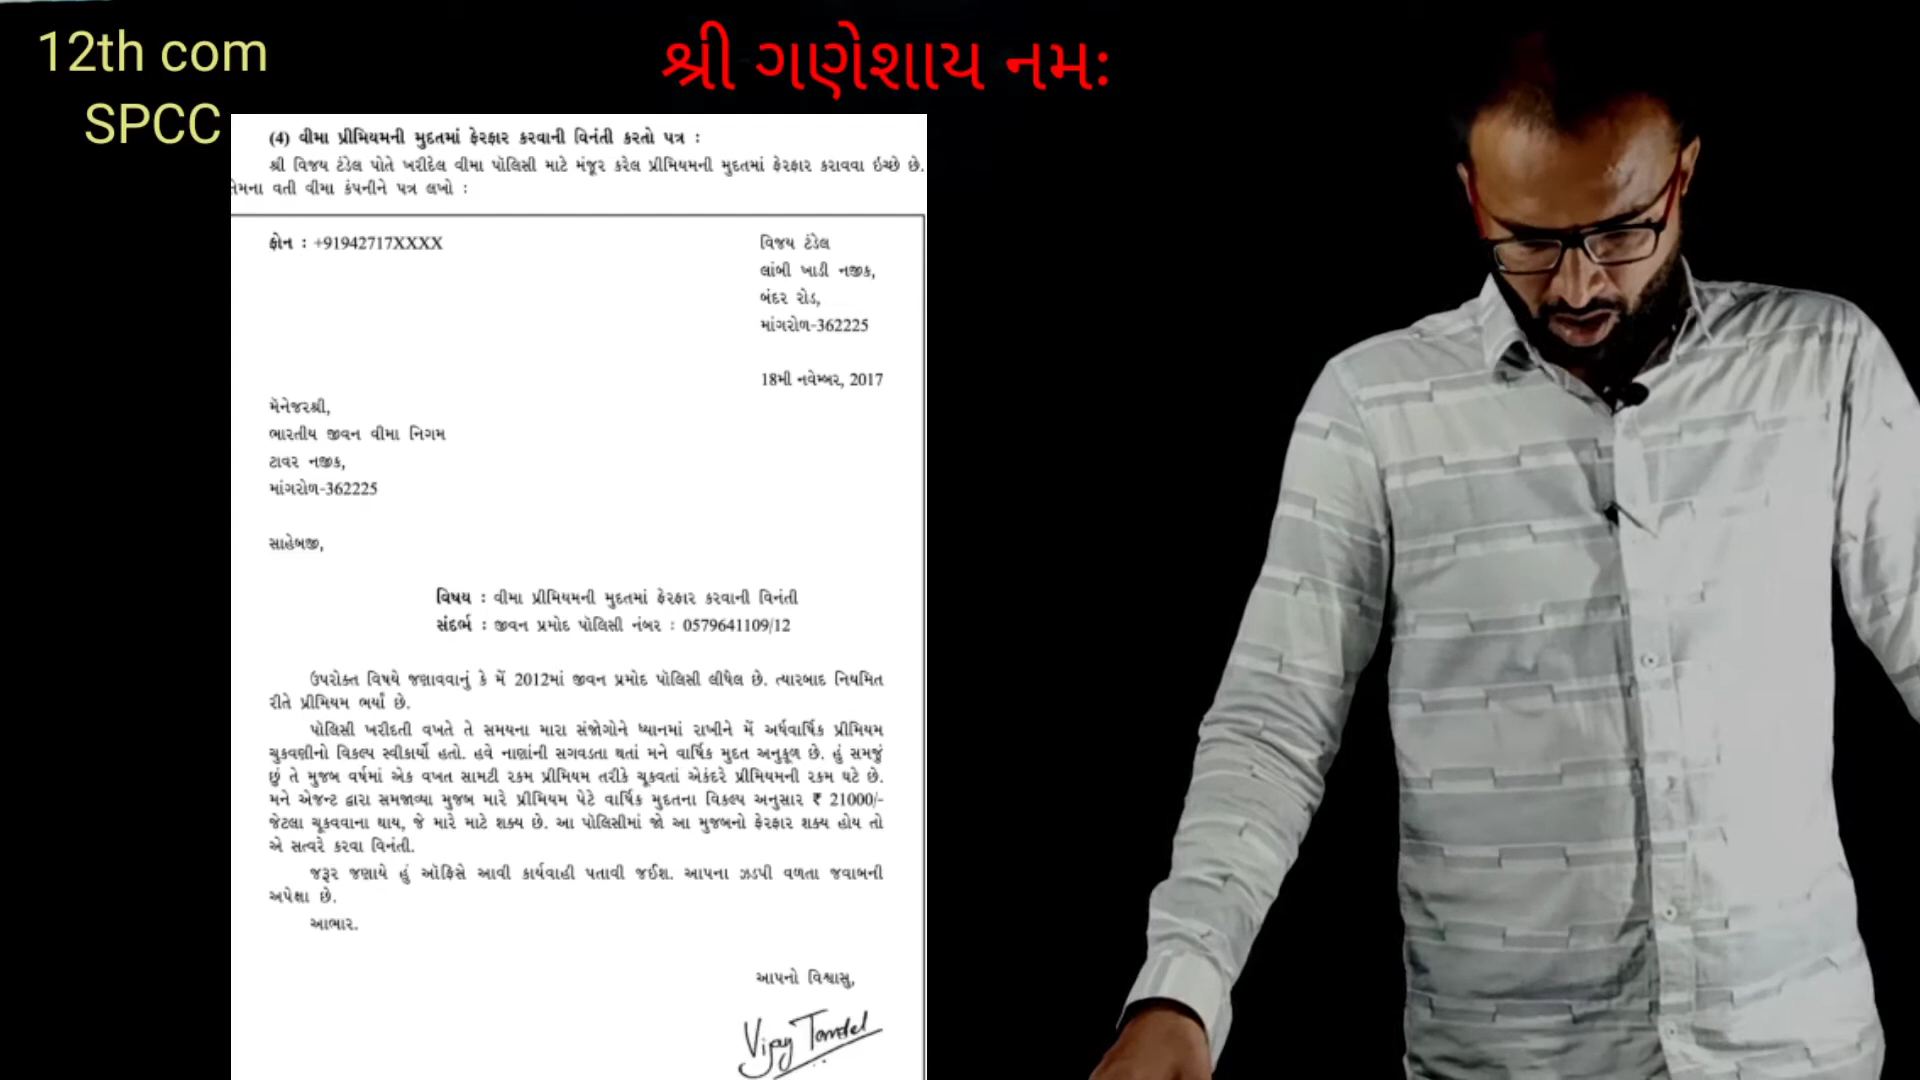 12th com
SPCC
શ્રી ગણેશાય નમઃ
(4) વીમા પ્રીમિયમની મુદતમાં ફેરફાર કરવાની વિનંતી કરતો પત્ર :
શ્રી વિજય ટંડેલ પોતે ખરીદેલ વીમા પૉલિસી માટે મંજૂર કરેલ પ્રીમિયમની મુદતમાં ફેરફાર કરાવવા ઇચ્છે છે.
તેમના વતી વીમા કંપનીને પત્ર લખો :
ફોન : +91942717XXXX
વિજય ટંડેલ
લાંબી ખાડી નજીક,
બંદર રોડ,
માંગરોળ-362225
18મી નવેમ્બર, 2017
મૅનેજરશ્રી,
ભારતીય જીવન વીમા નિગમ
ટાવર નજીક,
માંગરોળ-362225
સાહેબજી,
વિષય : વીમા પ્રીમિયમની મુદતમાં ફેરફાર કરવાની વિનંતી
સંદર્ભ : જીવન પ્રમોદ પૉલિસી નંબર : 0579641109/12
ઉપરોક્ત વિષયે જણાવવાનું કે મેં 2012માં જીવન પ્રમોદ પૉલિસી લીધેલ છે. ત્યારબાદ નિયમિત
રીતે પ્રીમિયમ ભર્યાં છે.
પૉલિસી ખરીદતી વખતે તે સમયના મારા સંજોગોને ધ્યાનમાં રાખીને મેં અર્ધવાર્ષિક પ્રીમિયમ
ચુકવણીનો વિકલ્પ સ્વીકાર્યો હતો. હવે નાણાંની સગવડતા થતાં મને વાર્ષિક મુદત અનુકૂળ છે. હું સમજું
છું તે મુજબ વર્ષમાં એક વખત સામટી રકમ પ્રીમિયમ તરીકે ચૂકવતાં એકંદરે પ્રીમિયમની રકમ ઘટે છે.
મને એજન્ટ દ્વારા સમજાવ્યા મુજબ મારે પ્રીમિયમ પેટે વાર્ષિક મુદતના વિકલ્પ અનુસાર ₹ 21000/-
જેટલા ચૂકવવાના થાય, જે મારે માટે શક્ય છે. આ પૉલિસીમાં જો આ મુજબનો ફેરફાર શક્ય હોય તો
એ સત્વરે કરવા વિનંતી.
જરૂર જણાયે હું ઑફિસે આવી કાર્યવાહી પતાવી જઈશ. આપના ઝડપી વળતા જવાબની
અપેક્ષા છે.
આભાર.
આપનો વિશ્વાસુ,
Vijay Tandel